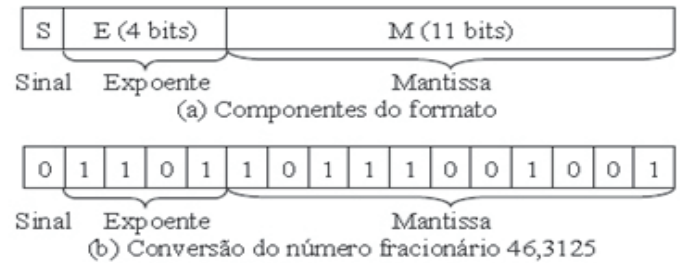 S E (4 bits) M (11 bits)
Sinal Expoente Mantissa
(a) Componentes do formato
0 1 1 0 1 1 0 1 1 1 0 0 1 0 0 1
Sinal Expoente Mantissa
(b) Conversão do número fracionário 46,3125